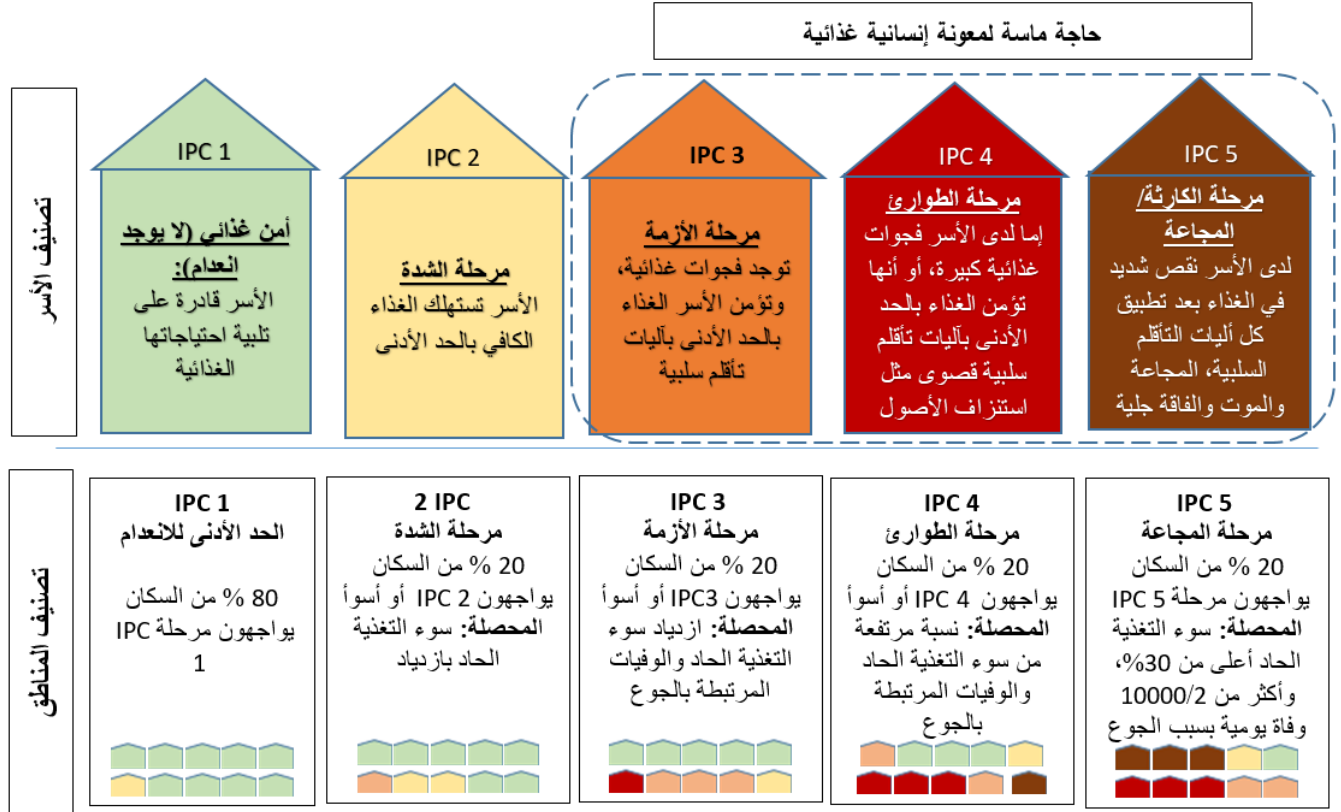 حاجة ماسة لمعونة إنسانية غذائية
تصنيف الأسر
IPC 1
أمن غذائي (لا يوجد
انعدام):
الأسر قادرة على
تلبية احتياجاتها
الغذائية
IPC 2
مرحلة الشدة
الأسر تستهلك الغذاء
الكافي بالحد الأدنى
IPC 3
مرحلة الأزمة
توجد فجوات غذائية،
وتؤمن الأسر الغذاء
بالحد الأدنى بآليات
تأقلم سلبية
IPC 4
مرحلة الطوارئ
إما لدى الأسر فجوات
غذائية كبيرة، أو أنها
تؤمن الغذاء بالحد
الأدنى بآليات تأقلم
سلبية قصوى مثل
استنزاف الأصول
IPC 5
مرحلة الكارثة/
المجاعة
لدى الأسر نقص شديد
في الغذاء بعد تطبيق
كل أليات التأقلم
السلبية، المجاعة
والموت والفاقة جلية
تصنيف المناطق
IPC 1
الحد الأدنى للانعدام
80 % من السكان
يواجهون مرحلة IPC
1
2 IPC
مرحلة الشدة
20 % من السكان
يواجهون IPC 2 أو أسوأ
المحصلة: سوء التغذية
الحاد بازدياد
IPC 3
مرحلة الأزمة
20 % من السكان
يواجهون IPC3 أو أسوأ
المحصلة: ازدياد سوء
التغذية الحاد والوفيات
المرتبطة بالجوع
IPC 4
مرحلة الطوارئ
20 % من السكان
يواجهون IPC 4 أو أسوأ
المحصلة: نسبة مرتفعة
من سوء التغذية الحاد
والوفيات المرتبطة
بالجوع
IPC 5
مرحلة المجاعة
20 % من السكان
يواجهون مرحلة IPC 5
المحصلة: سوء التغذية
الحاد أعلى من 30%،
وأكثر من 10000/2
وفاة يومية بسبب الجوع